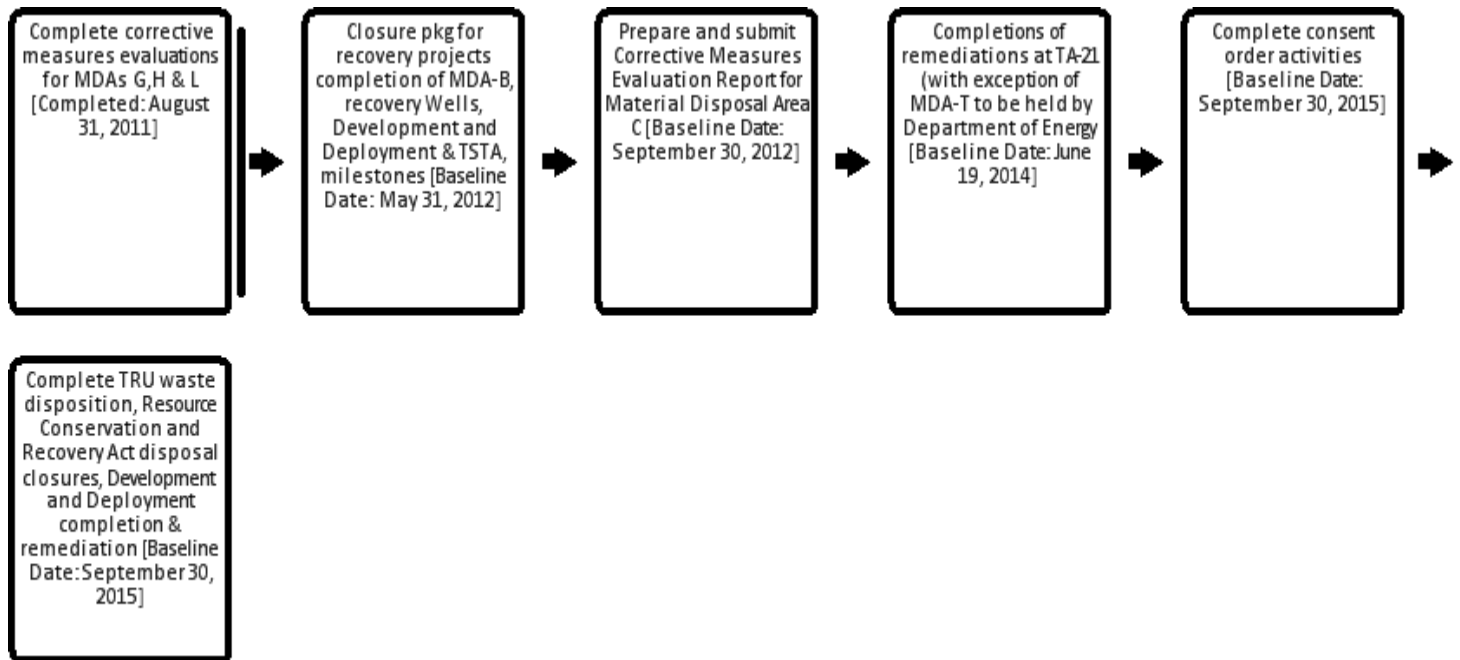 Complete corrective
measures evaluations
for MDAs G,H & L
[Completed: August
31, 2011]
Closure pkg for
recovery projects
completion of MDA-B,
recovery Wells,
Development and
Deployment & TSTA,
milestones [Baseline
Date: May 31, 2012]
Prepare and submit
Corrective Measures
Evaluation Report for
Material Disposal Area
C [Baseline Date:
September 30, 2012]
Completions of
remediations at TA-21
(with exception of
MDA-T to be held by
Department of Energy
[Baseline Date: June
19, 2014]
Complete consent
order activities
[Baseline Date:
September 30, 2015]
Complete TRU waste
disposition, Resource
Conservation and
Recovery Act disposal
closures, Development
and Deployment
completion &
remediation [Baseline
Date: September 30,
2015]